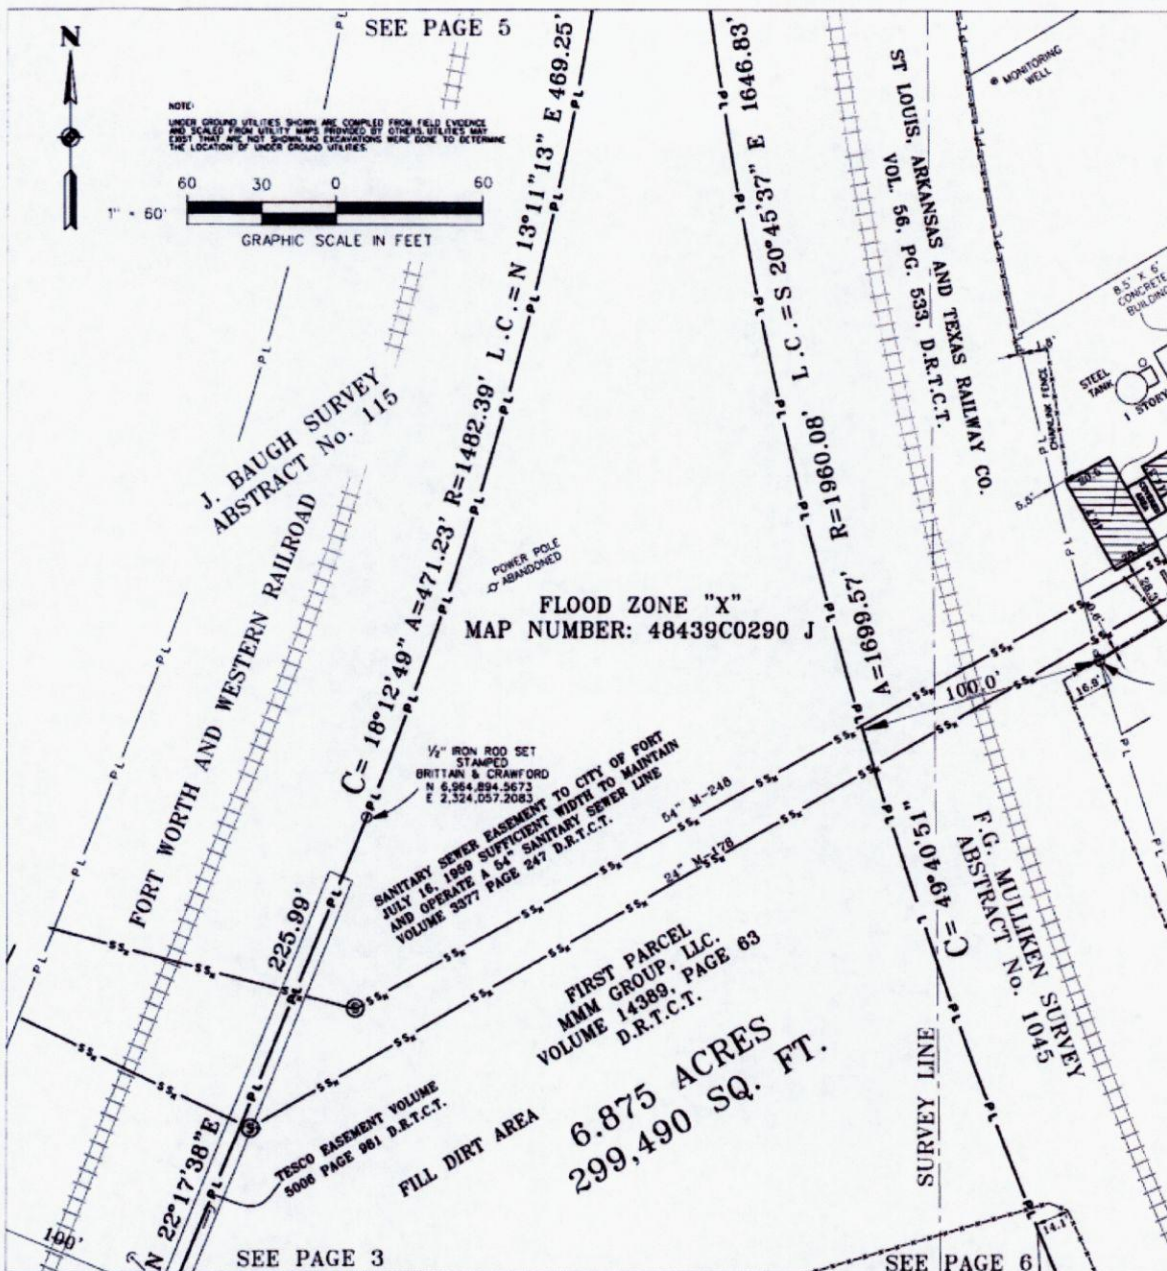 SEE PAGE 5
N
NOTE:
UNDER GROUND UTILITIES SHOWN ARE COMPILED FROM FIELD EVIDENCE
AND SCALED FROM UTILITY MAPS PROVIDED BY OTHERS. UTILITIES MAY
EXIST THAT ARE NOT SHOWN. NO EXCAVATIONS WERE DONE TO DETERMINE
THE LOCATION OF UNDER GROUND UTILITIES.
60 30 0 60
1" = 60'
GRAPHIC SCALE IN FEET
C= 18°12'49" A=471.23' R=1482.39' L.C.= N 13°11'13" E 469.25'
A=1699.57' R=1960.08' L.C.=S 20°45'37" E 1646.83'
C= 49°40'51"
ST LOUIS, ARKANSAS AND TEXAS RAILWAY CO.
VOL. 56, PG. 533, D.R.T.C.T.
MONITORING
WELL
8.5' X 6'
CONCRETE
BUILDING
1.8'
CHAINLINK FENCE
STEEL
TANK
1 STORY
5.5'
J. BAUGH SURVEY
ABSTRACT No. 115
FORT WORTH AND WESTERN RAILROAD
POWER POLE
ABANDONED
FLOOD ZONE "X"
MAP NUMBER: 48439C0290 J
100.0'
16.9'
1/2" IRON ROD SET
STAMPED
BRITTAIN & CRAWFORD
N 6,964,894.5673
E 2,324,057.2083
SANITARY SEWER EASEMENT TO CITY OF FORT
JULY 16, 1959 SUFFICIENT WIDTH TO MAINTAIN
AND OPERATE A 54" SANITARY SEWER LINE
VOLUME 3377 PAGE 247 D.R.T.C.T.
54" M-246
24" M-178
F.G. MULLIKEN SURVEY
ABSTRACT No. 1045
225.99'
N 22°17'38"E
FIRST PARCEL
MMM GROUP, LLC.
VOLUME 14389, PAGE 63
D.R.T.C.T.
6.875 ACRES
299,490 SQ. FT.
TESCO EASEMENT VOLUME
5006 PAGE 981 D.R.T.C.T.
FILL DIRT AREA
SURVEY LINE
100'
14.1'
SEE PAGE 3
SEE PAGE 6